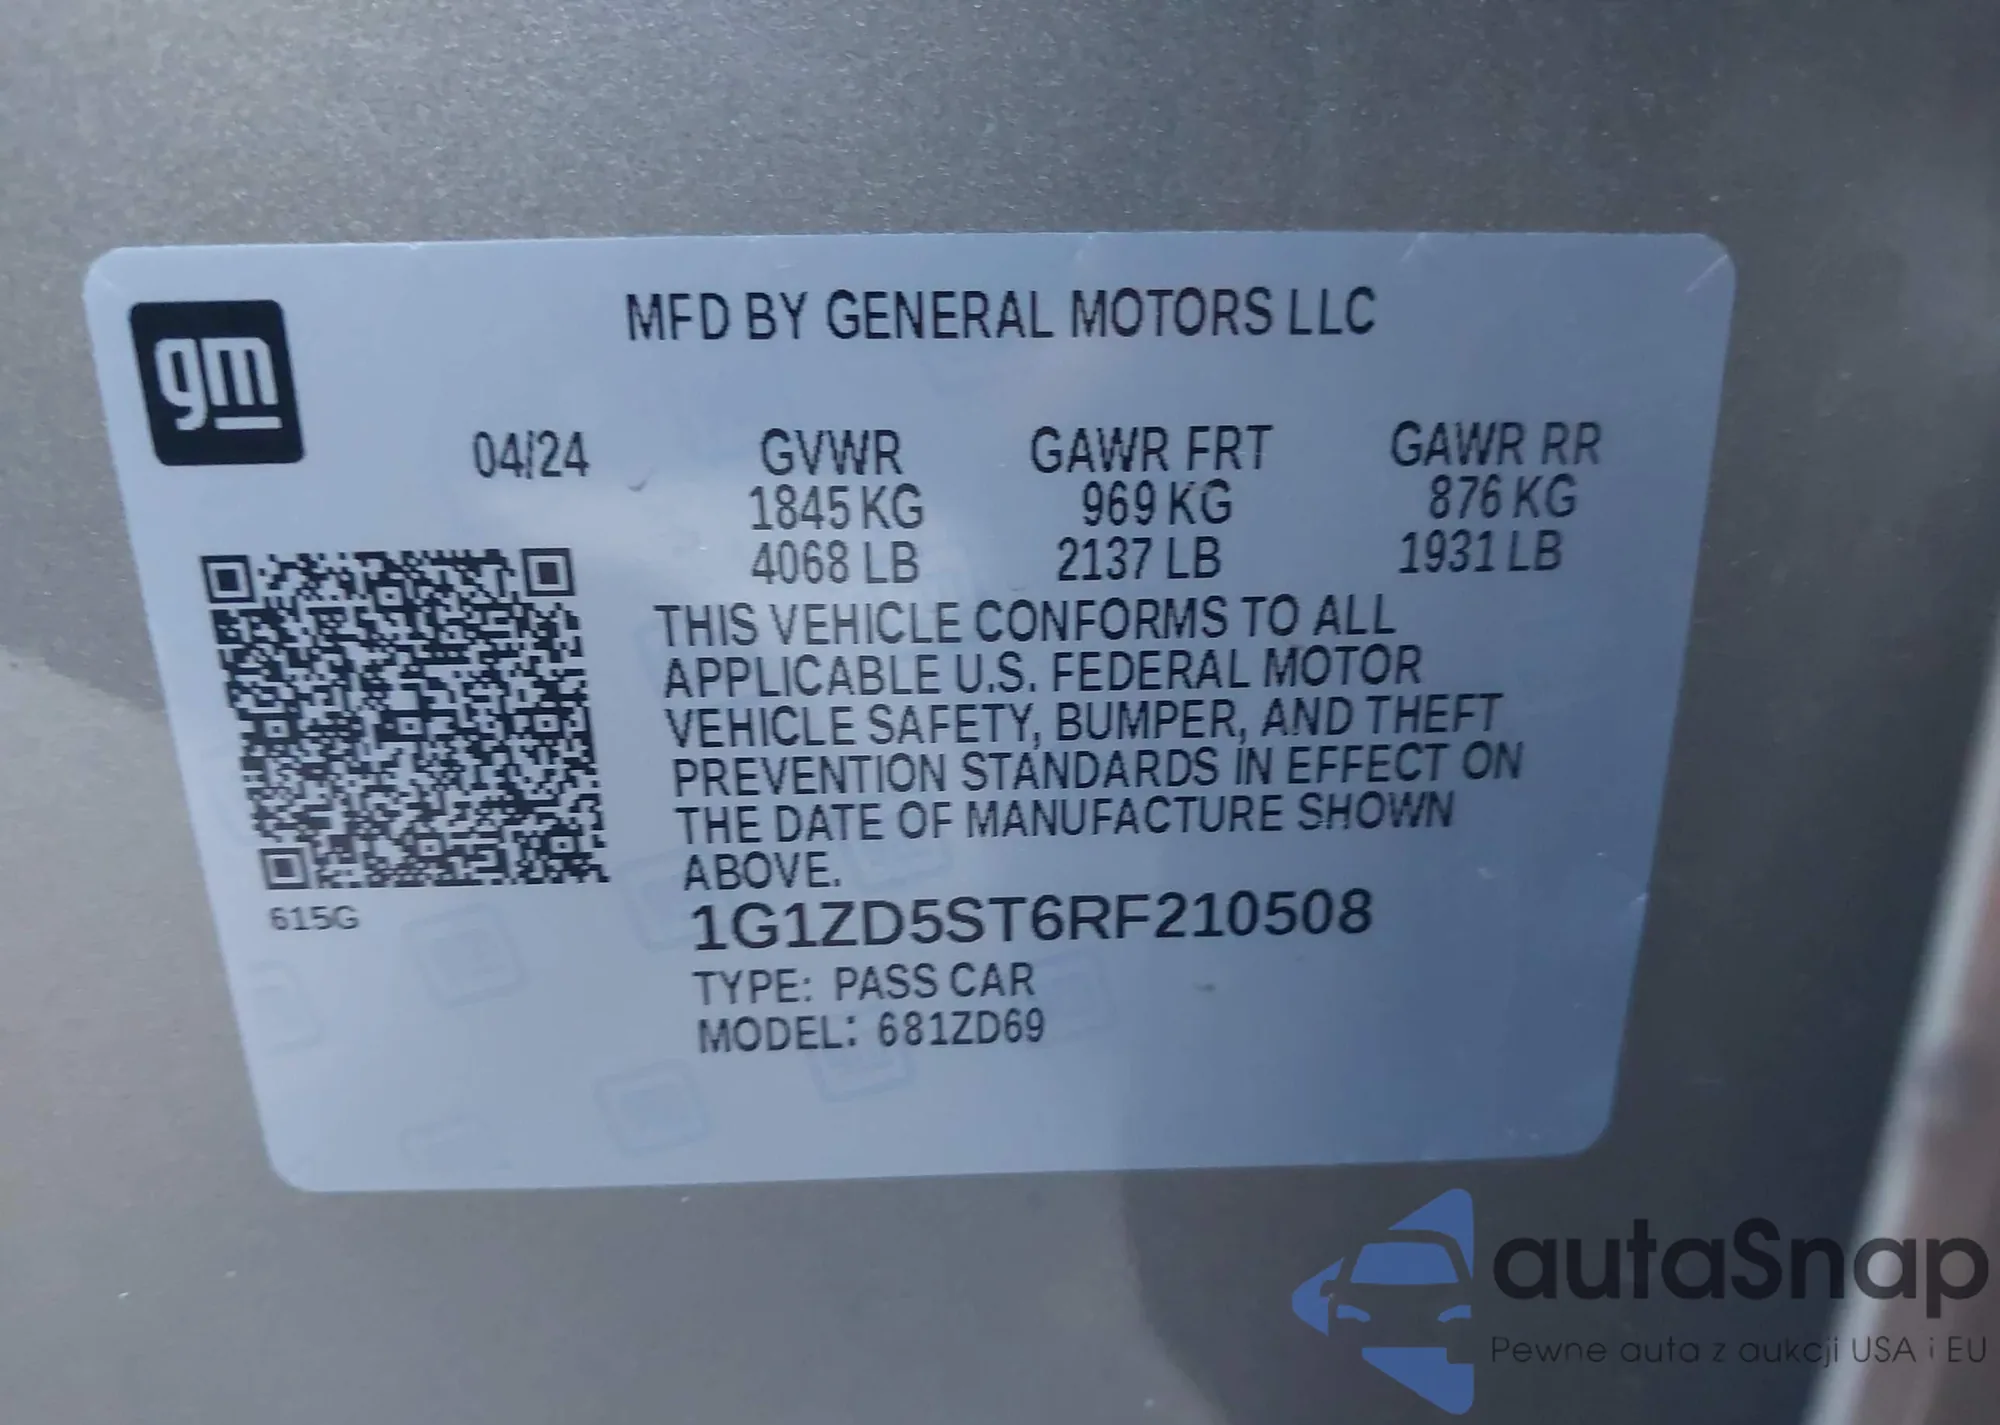 MFD BY GENERAL MOTORS LLC
gm
04/24
GVWR GAWR FRT GAWR RR
1845 KG 969 KG 876 KG
4068 LB 2137 LB 1931 LB
THIS VEHICLE CONFORMS TO ALL
APPLICABLE U.S. FEDERAL MOTOR
VEHICLE SAFETY, BUMPER, AND THEFT
PREVENTION STANDARDS IN EFFECT ON
THE DATE OF MANUFACTURE SHOWN
ABOVE.
615G
1G1ZD5ST6RF210508
TYPE: PASS CAR
MODEL: 681ZD69
autaSnap
Pewne auta z aukcji USA i EU